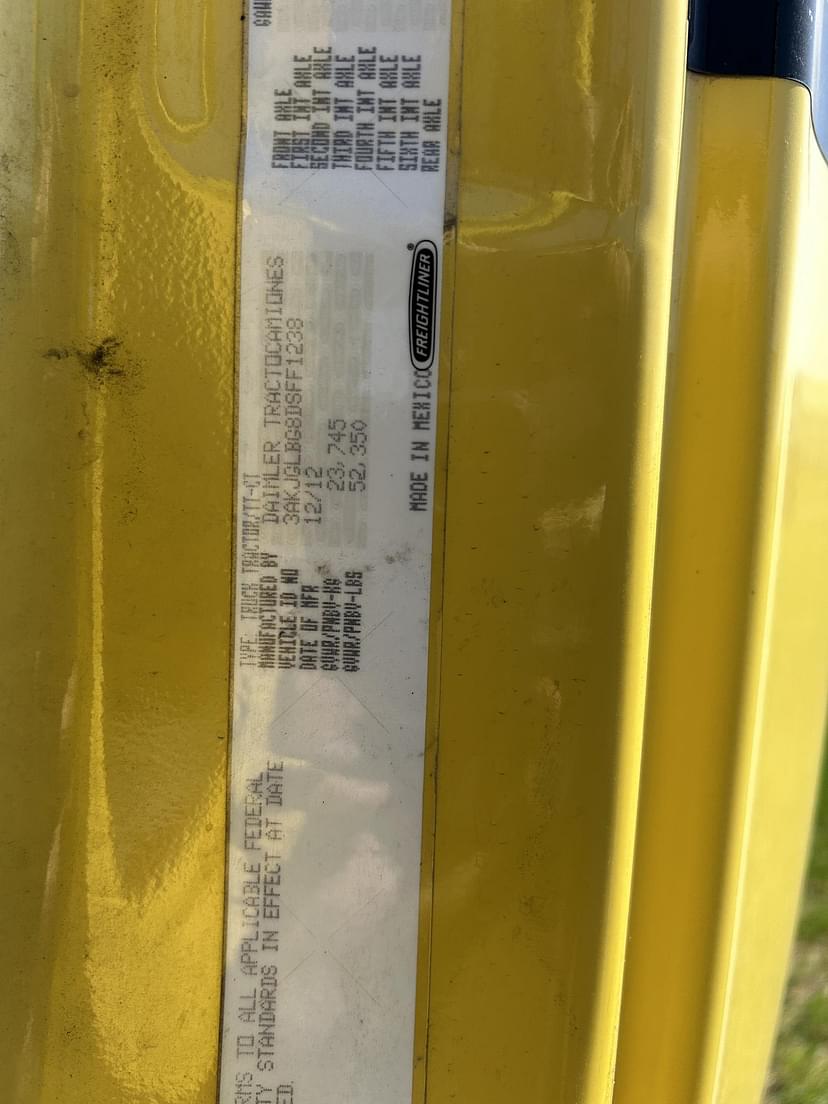 RMS TO ALL APPLICABLE FEDERAL
TY STANDARDS IN EFFECT AT DATE
ED.
TYPE: TRUCK TRACTOR/TT-CT
MANUFACTURED BY DAIMLER TRACTOCAMIONES
VEHICLE ID NO 3AKJGLBG8DSFF1238
DATE OF MFR 12/12
GVWR/PNBV-KG 23,745
GVWR/PNBV-LBS 52,350
MADE IN MEXICO FREIGHTLINER®
GAW
FRONT AXLE
FIRST INT AXLE
SECOND INT AXLE
THIRD INT AXLE
FOURTH INT AXLE
FIFTH INT AXLE
SIXTH INT AXLE
REAR AXLE